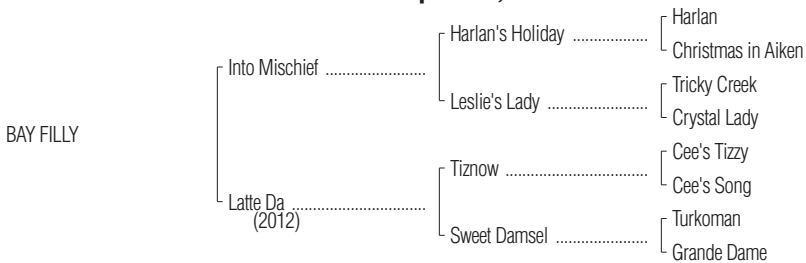 Harlan
Harlan's Holiday ..................
Christmas in Aiken
Into Mischief ........................
Tricky Creek
Leslie's Lady ........................
Crystal Lady
BAY FILLY
Cee's Tizzy
Tiznow ..................................
Cee's Song
Latte Da ................................
(2012)
Turkoman
Sweet Damsel ......................
Grande Dame